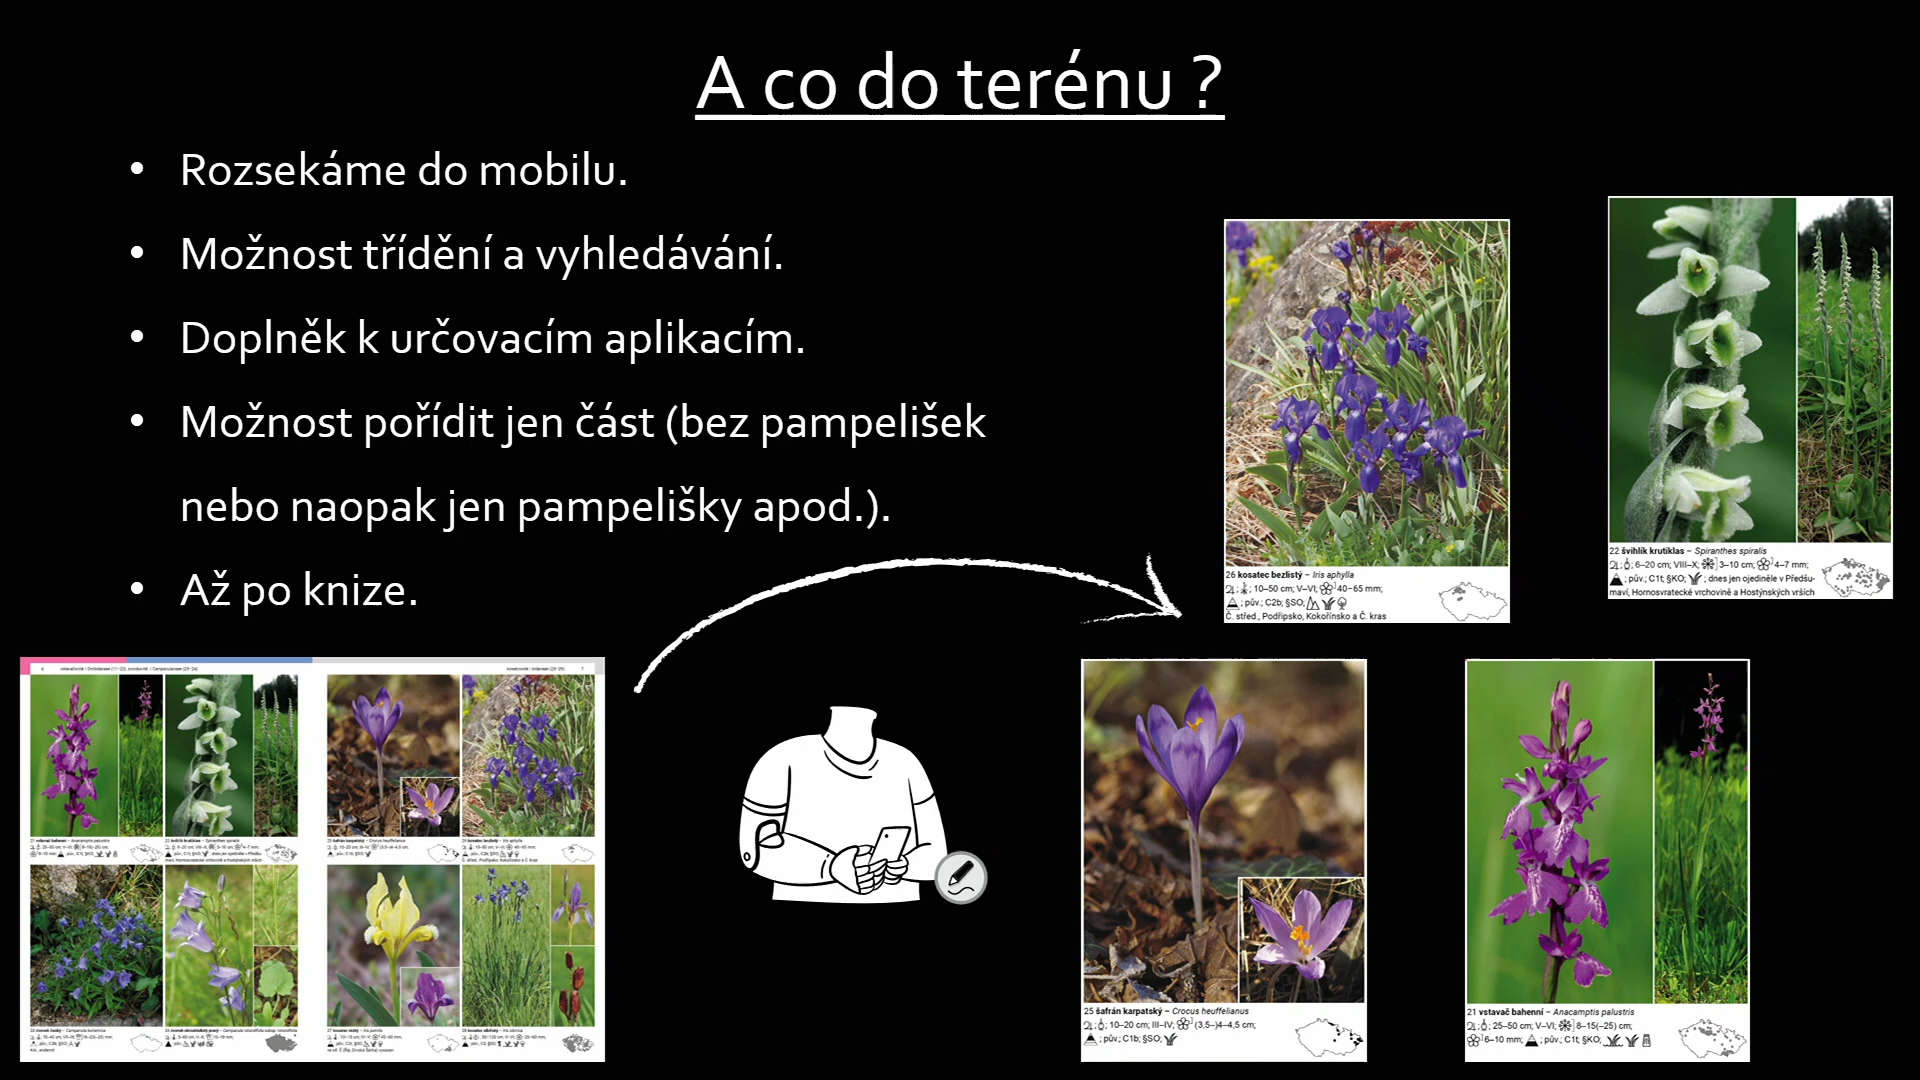 A co do terénu ?
• Rozsekáme do mobilu.
• Možnost třídění a vyhledávání.
• Doplněk k určovacím aplikacím.
• Možnost pořídit jen část (bez pampelišek
nebo naopak jen pampelišky apod.).
• Až po knize.
26 kosatec bezlistý – Iris aphylla
10–50 cm; V–VI; 40–65 mm;
; pův.; C2b; §SO;
Č. střed., Podřipsko, Kokořínsko a Č. kras
22 švihlík krutiklas – Spiranthes spiralis
6–20 cm; VIII–X; 3–10 cm; 4–7 mm;
; pův.; C1t; §KO; ; dnes jen ojediněle v Předšu-
maví, Hornosvratecké vrchovině a Hostýnských vrších
25 šafrán karpatský – Crocus heuffelianus
10–20 cm; III–IV; (3,5–)4–4,5 cm;
; pův.; C1b; §SO;
21 vstavač bahenní – Anacamptis palustris
25–50 cm; V–VI; 8–15(–25) cm;
6–10 mm; ; pův.; C1t; §KO;